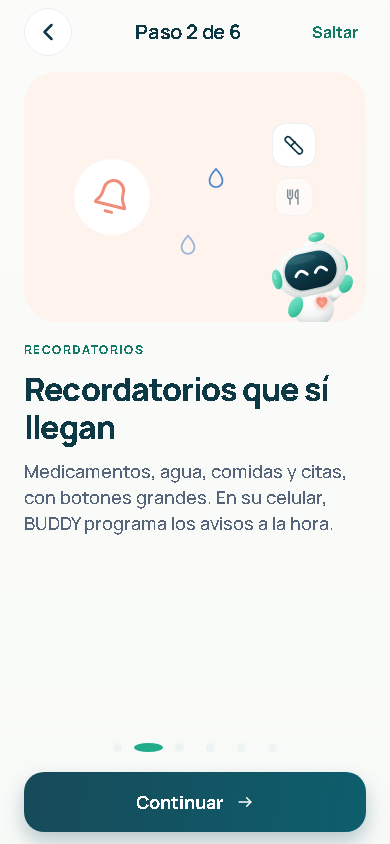 Paso 2 de 6
Saltar
RECORDATORIOS
Recordatorios que sí
llegan
Medicamentos, agua, comidas y citas,
con botones grandes. En su celular,
BUDDY programa los avisos a la hora.
Continuar →